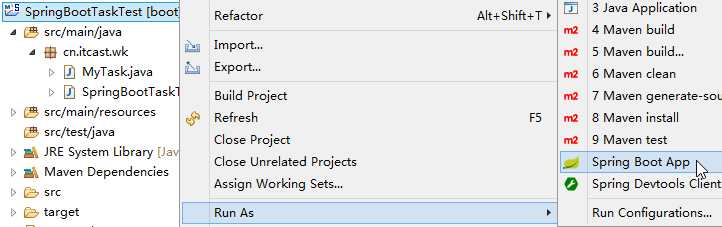 SpringBootTaskTest [boot]
src/main/java
cn.itcast.wk
MyTask.java
SpringBootTaskT
src/main/resources
src/test/java
JRE System Library [Jav
Maven Dependencies
src
target
Refactor Alt+Shift+T
Import...
Export...
Build Project
Refresh F5
Close Project
Close Unrelated Projects
Assign Working Sets...
Run As
3 Java Application
4 Maven build
5 Maven build...
6 Maven clean
7 Maven generate-sou
8 Maven install
9 Maven test
Spring Boot App
Spring Devtools Client
Run Configurations...